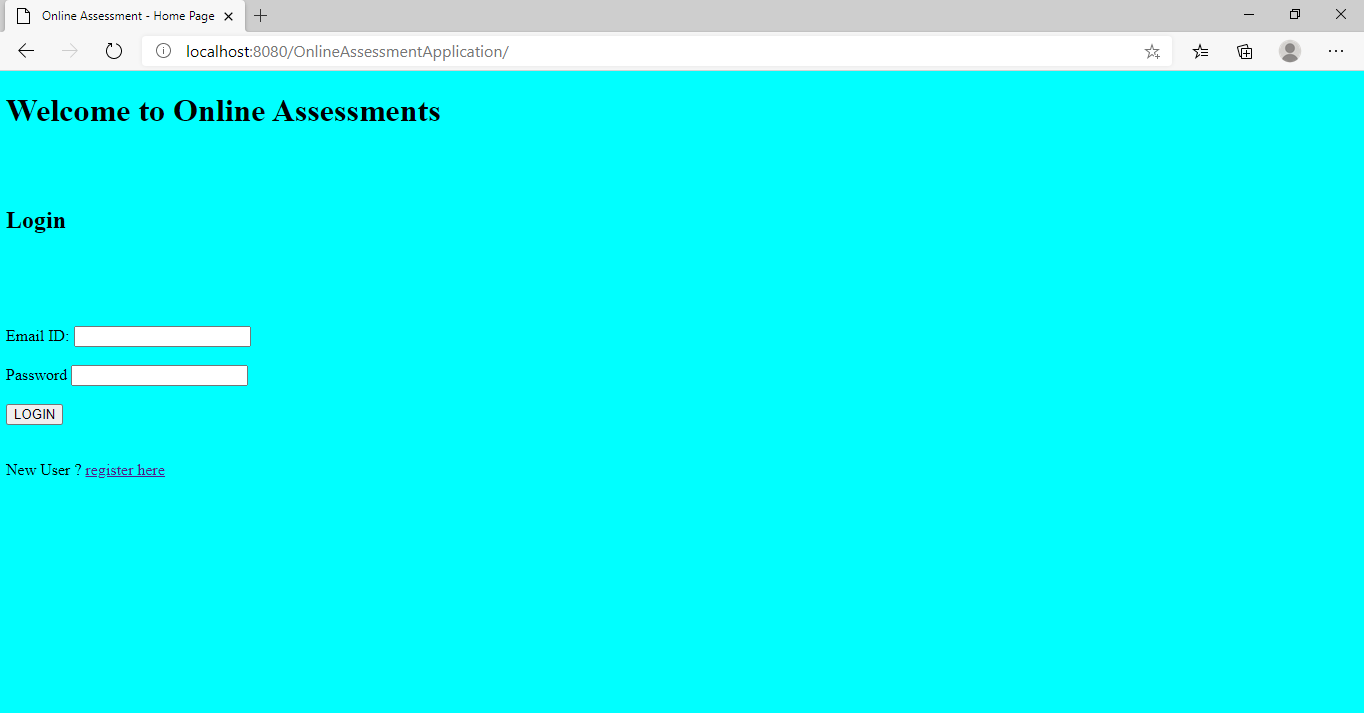 Online Assessment - Home Page
localhost:8080/OnlineAssessmentApplication/
Welcome to Online Assessments
Login
Email ID:
Password
LOGIN
New User ? register here